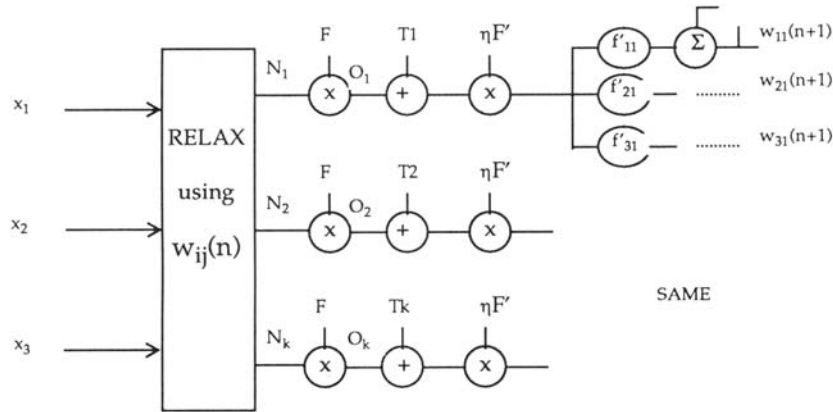 F T1 ηF′ f′11 Σ w11(n+1)
N1 O1
x + x f′21 ........ w21(n+1)
x1
RELAX f′31 ........ w31(n+1)
F T2 ηF′
using N2 O2
x2 x + x
wij(n)
SAME
F Tk ηF′
x3 Nk Ok
x + x